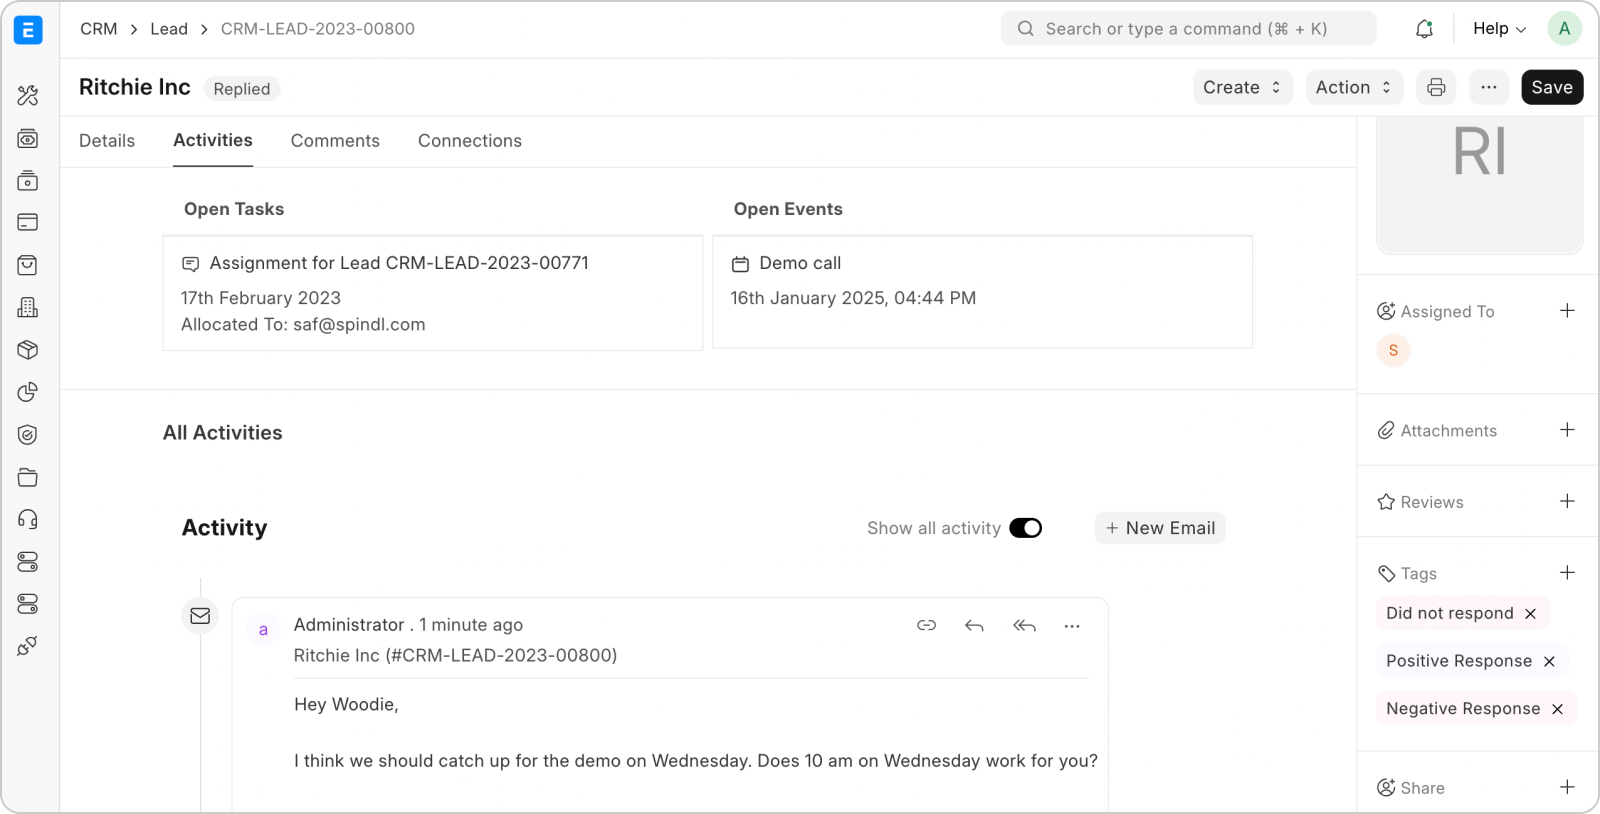 E
CRM > Lead > CRM-LEAD-2023-00800
Search or type a command (⌘ + K)
Help
A
Ritchie Inc
Replied
Create
Action
···
Save
Details
Activities
Comments
Connections
RI
Open Tasks
Open Events
Assignment for Lead CRM-LEAD-2023-00771
17th February 2023
Allocated To: saf@spindl.com
Demo call
16th January 2025, 04:44 PM
Assigned To
S
Attachments
Reviews
Tags
Did not respond
Positive Response
Negative Response
Share
All Activities
Activity
Show all activity
+ New Email
a
Administrator . 1 minute ago
Ritchie Inc (#CRM-LEAD-2023-00800)
Hey Woodie,
I think we should catch up for the demo on Wednesday. Does 10 am on Wednesday work for you?